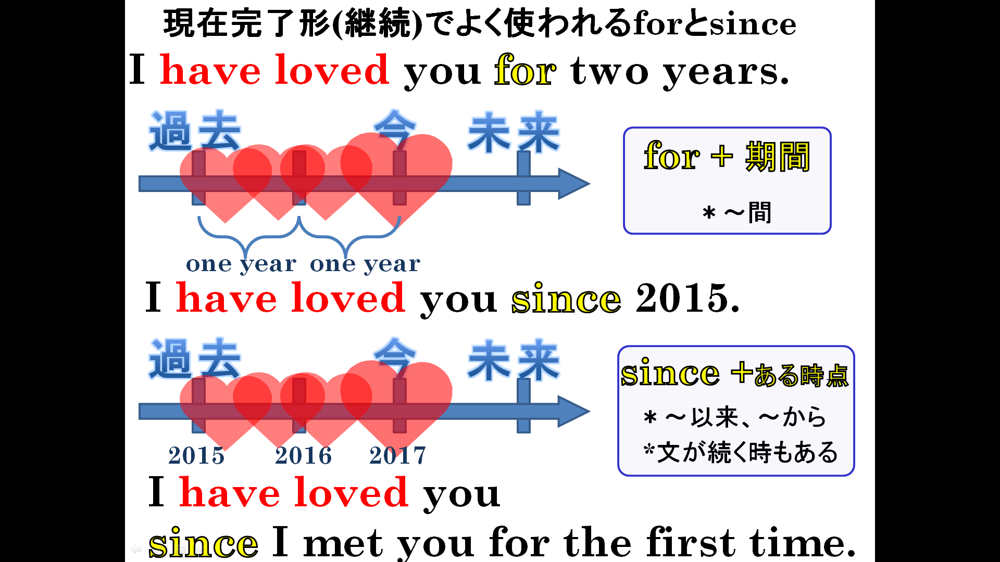 現在完了形(継続)でよく使われるforとsince
I have loved you for two years.
過去 今 未来
for + 期間
* ～間
one year one year
I have loved you since 2015.
過去 今 未来
since +ある時点
* ～以来、～から
*文が続く時もある
2015 2016 2017
I have loved you
since I met you for the first time.